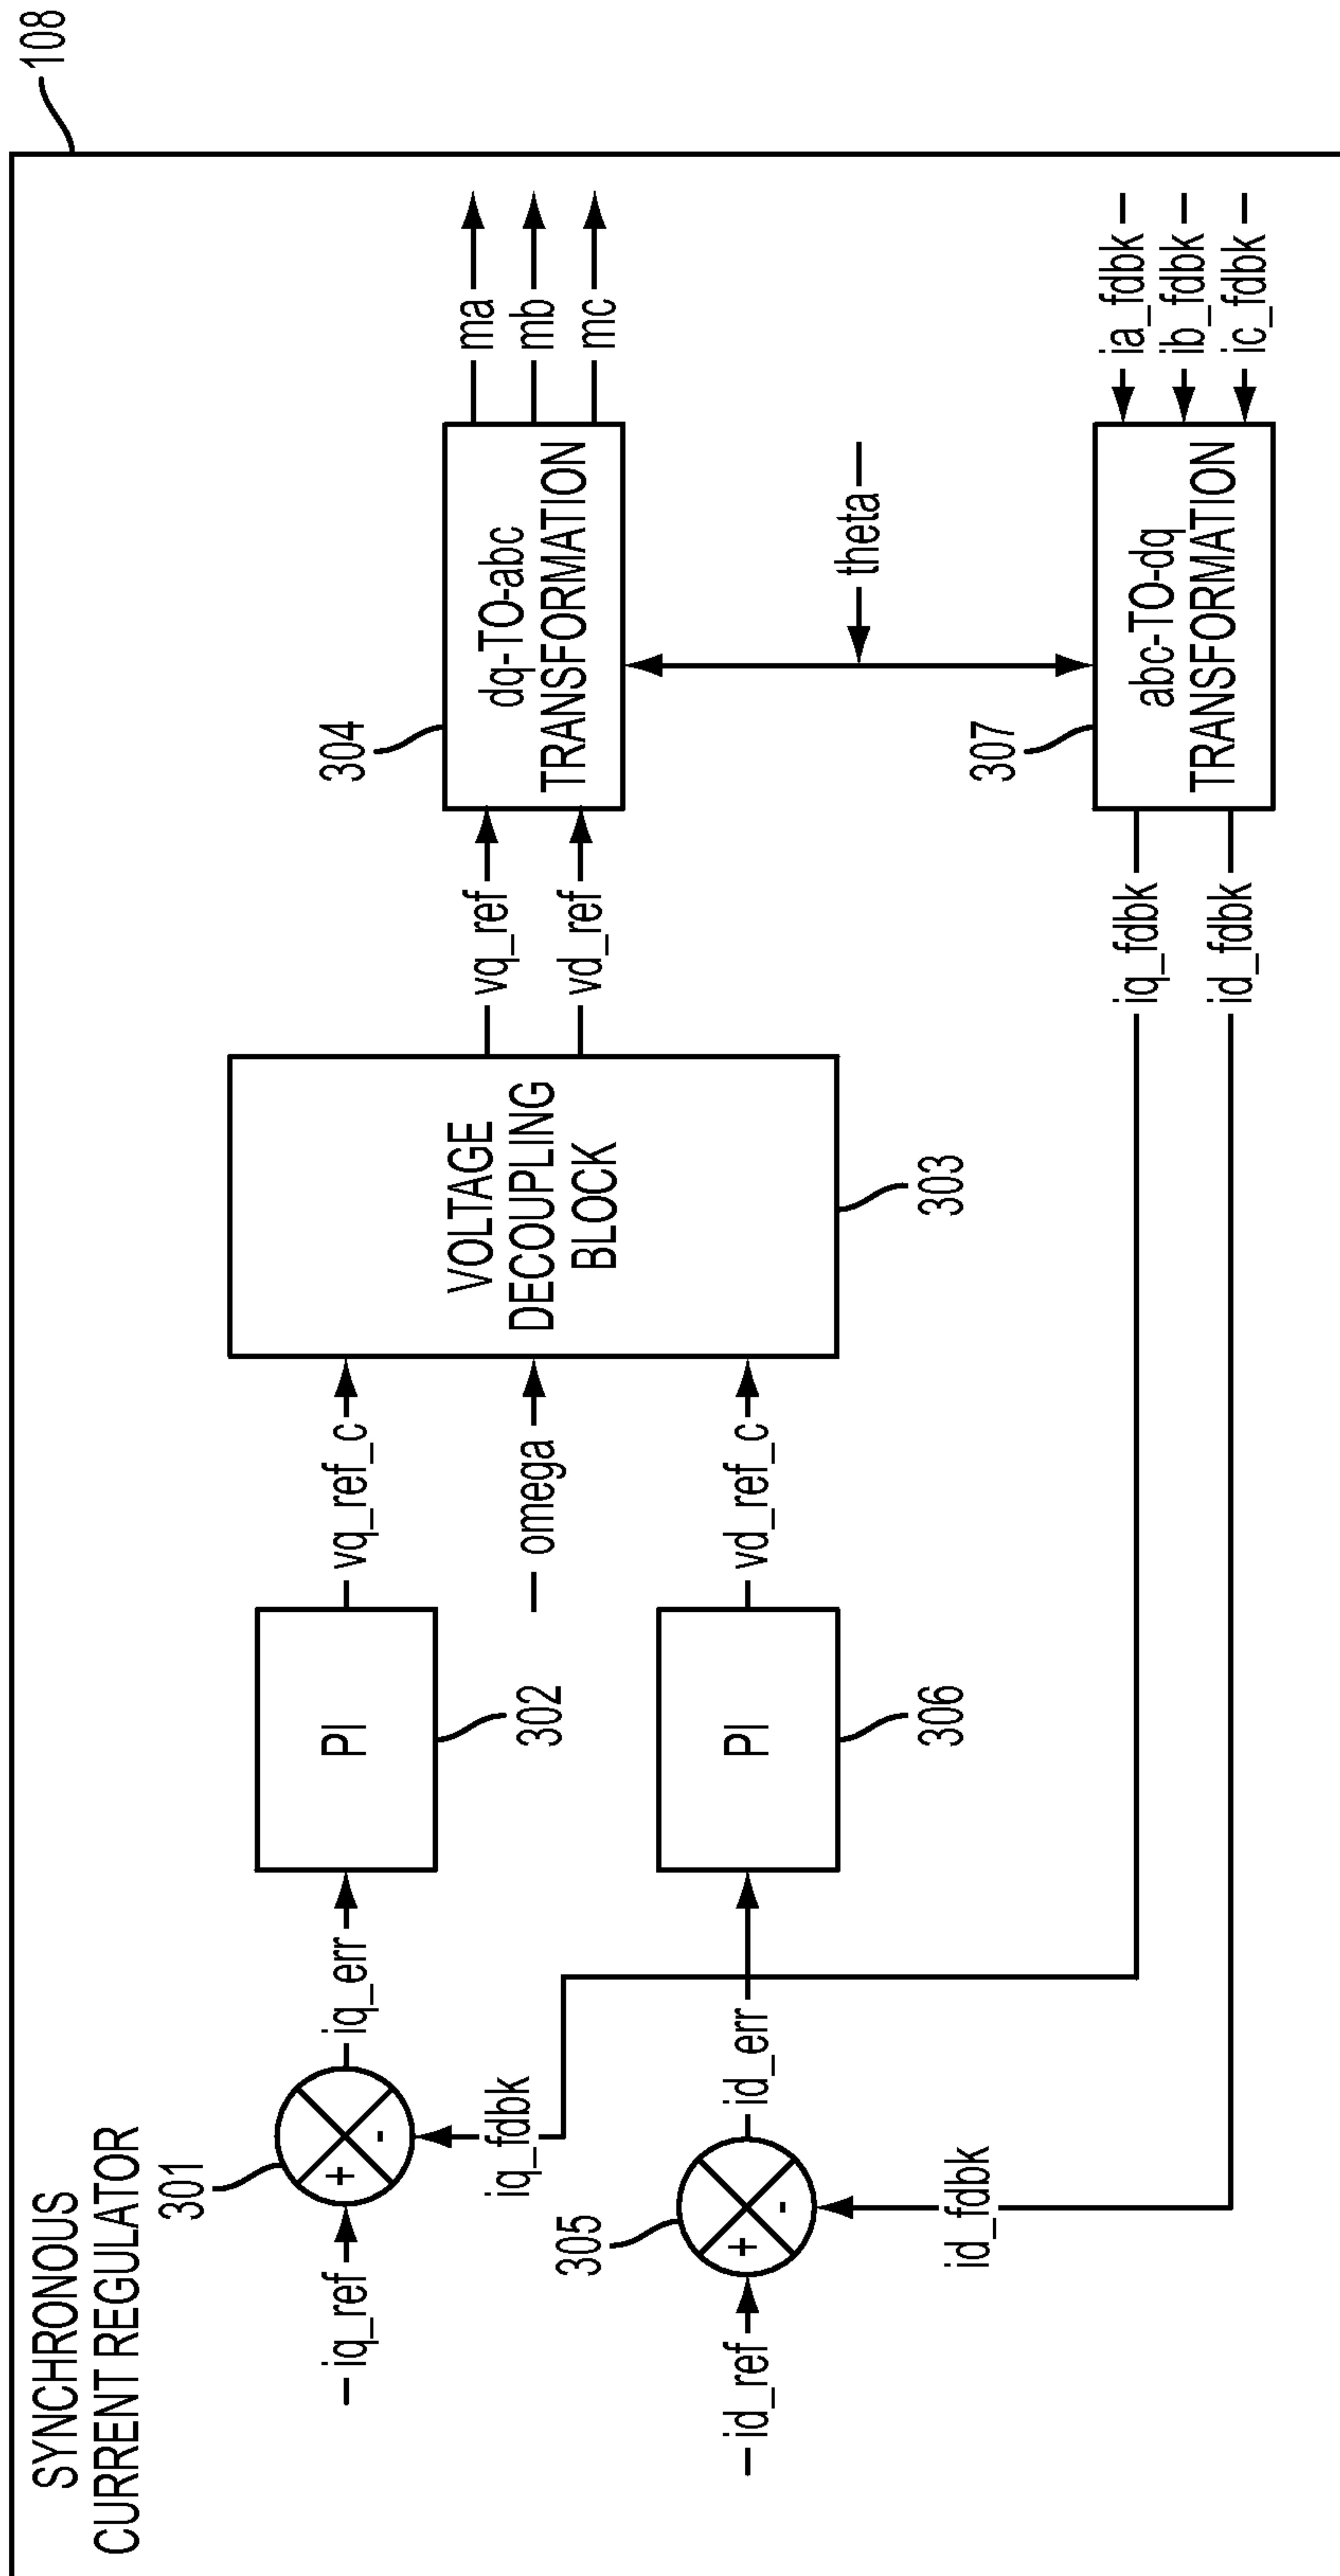 108
SYNCHRONOUS
CURRENT REGULATOR
301
+
-
iq_ref
iq_err
iq_fdbk
PI
302
vq_ref_c
omega
VOLTAGE
DECOUPLING
BLOCK
303
vq_ref
vd_ref
304
dq-TO-abc
TRANSFORMATION
ma
mb
mc
theta
305
+
-
id_ref
id_err
id_fdbk
PI
306
vd_ref_c
307
abc-TO-dq
TRANSFORMATION
iq_fdbk
id_fdbk
ia_fdbk
ib_fdbk
ic_fdbk